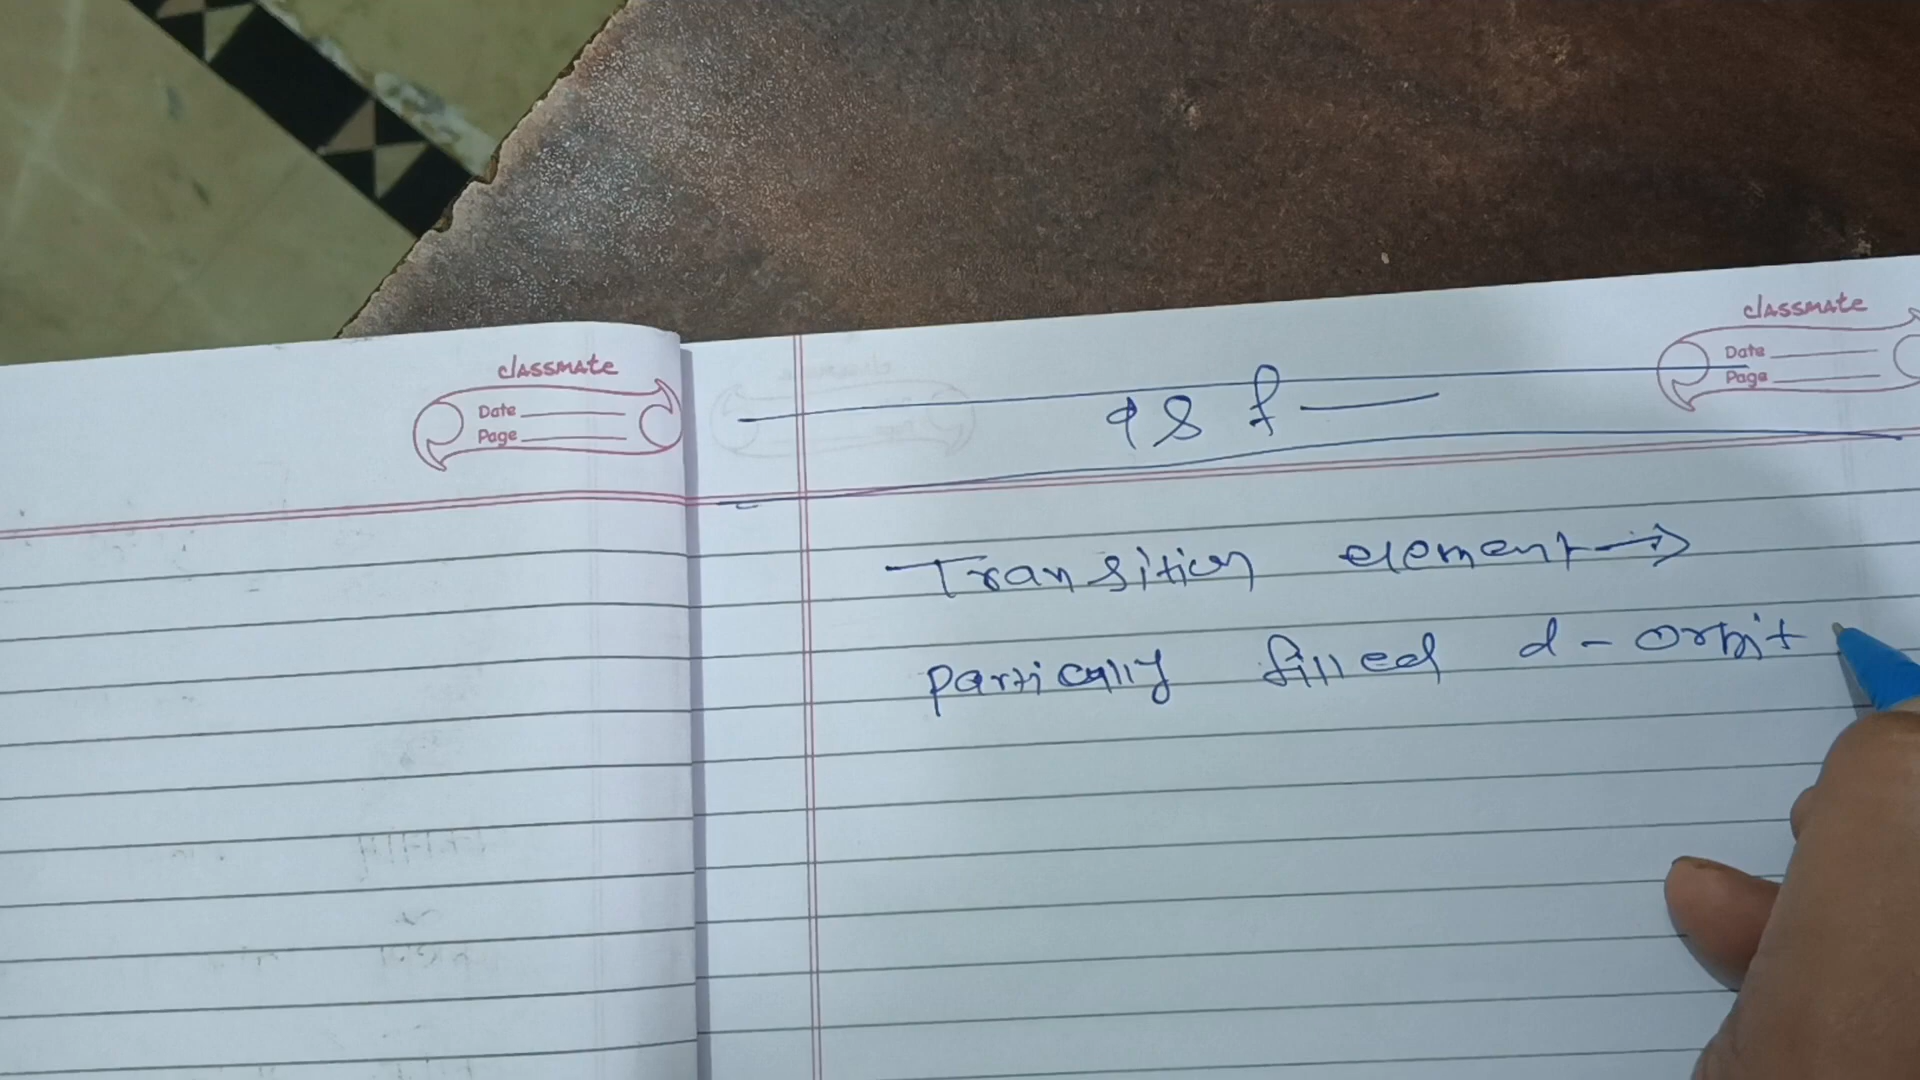 classmate
Date
Page
classmate
Date
Page
d & f
Transition element →
partically filled d - orbit